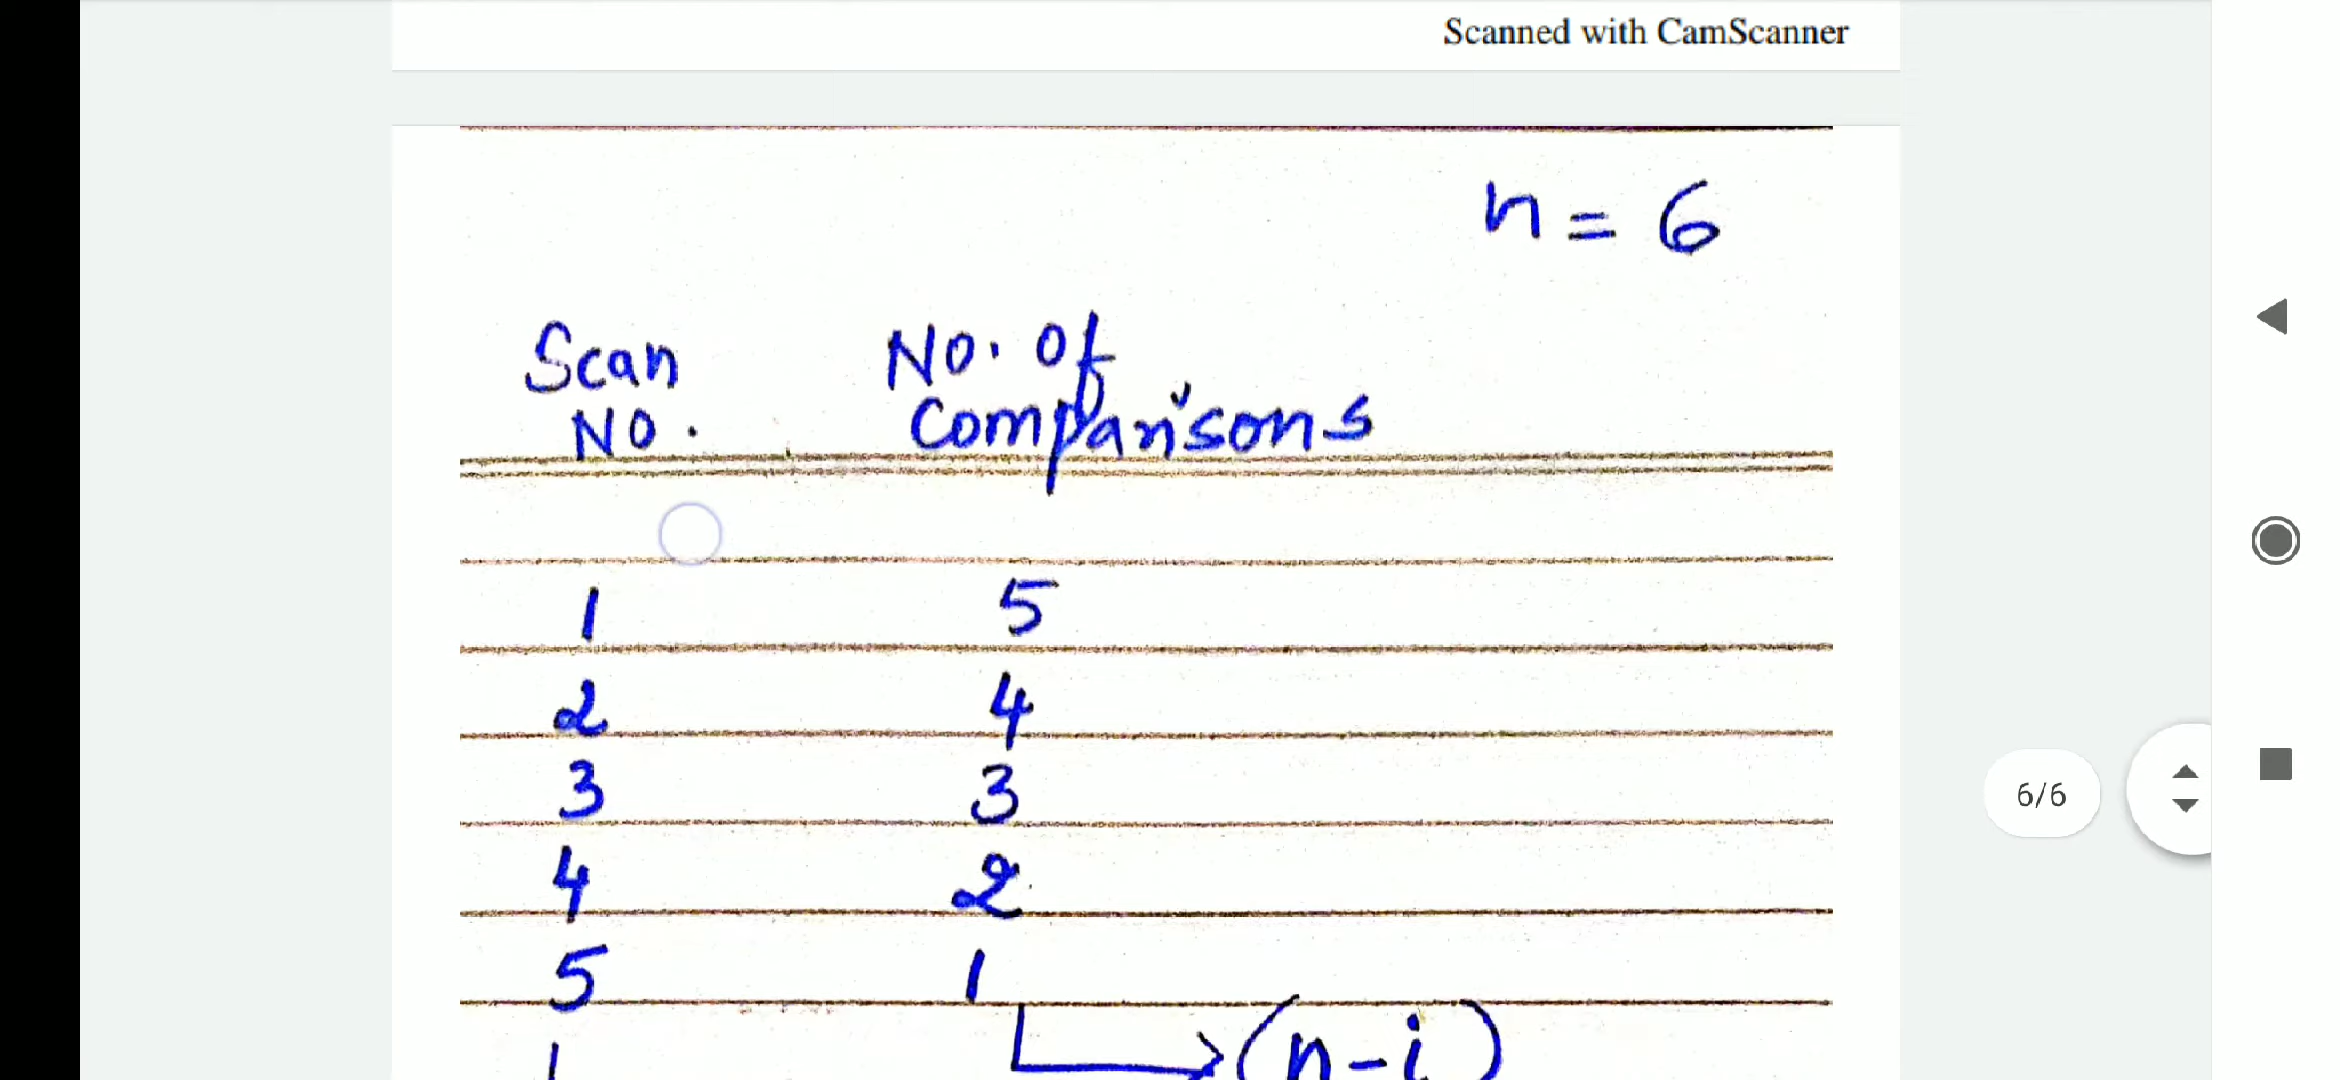 Scanned with CamScanner
n = 6
Scan No. of
NO. Comparisons
1 5
2 4
3 3
4 2
5 1
(n-i)
6/6